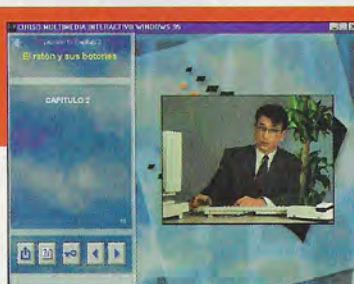 CURSO MULTIMEDIA INTERACTIVO WINDOWS 95
El ratón y sus botones
CAPITULO 2